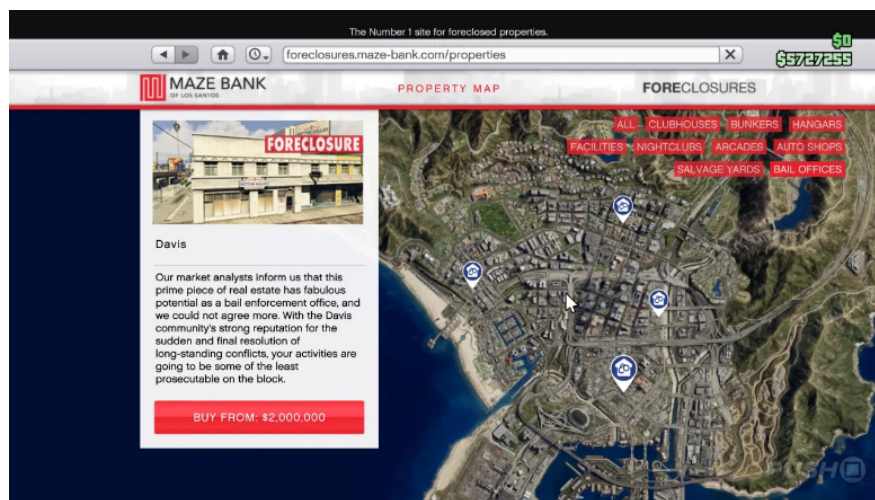 The Number 1 site for foreclosed properties.
$0
foreclosures.maze-bank.com/properties
X
$5727255
MAZE BANK
OF LOS SANTOS
PROPERTY MAP
FORECLOSURES
ALL CLUBHOUSES BUNKERS HANGARS
FACILITIES NIGHTCLUBS ARCADES AUTO SHOPS
SALVAGE YARDS BAIL OFFICES
FORECLOSURE
Davis
Our market analysts inform us that this
prime piece of real estate has fabulous
potential as a bail enforcement office, and
we could not agree more. With the Davis
community's strong reputation for the
sudden and final resolution of
long-standing conflicts, your activities are
going to be some of the least
prosecutable on the block.
BUY FROM: $2,000,000
PUSH